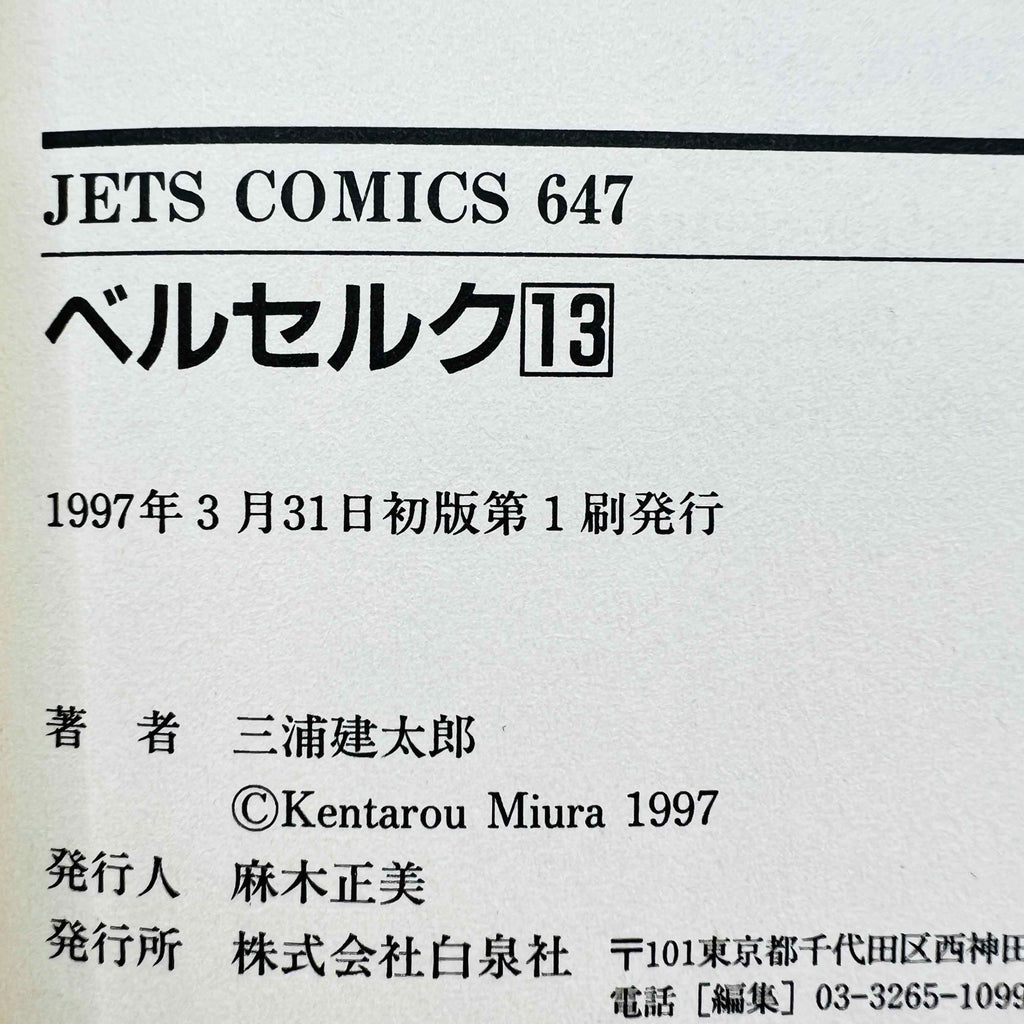 JETS COMICS 647
ベルセルク13
1997年3月31日初版第1刷発行
著 者 三浦建太郎
©Kentarou Miura 1997
発行人 麻木正美
発行所 株式会社白泉社 〒101東京都千代田区西神田
電話［編集］03-3265-1099